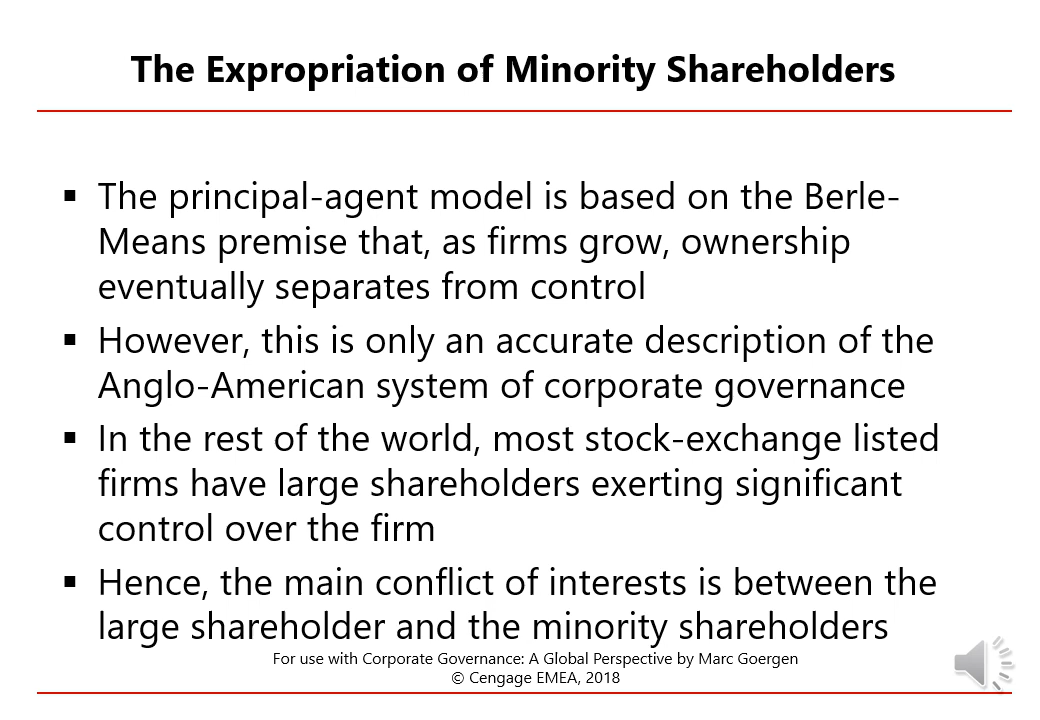 The Expropriation of Minority Shareholders
▪ The principal-agent model is based on the Berle-
Means premise that, as firms grow, ownership
eventually separates from control
▪ However, this is only an accurate description of the
Anglo-American system of corporate governance
▪ In the rest of the world, most stock-exchange listed
firms have large shareholders exerting significant
control over the firm
▪ Hence, the main conflict of interests is between the
large shareholder and the minority shareholders
For use with Corporate Governance: A Global Perspective by Marc Goergen
© Cengage EMEA, 2018